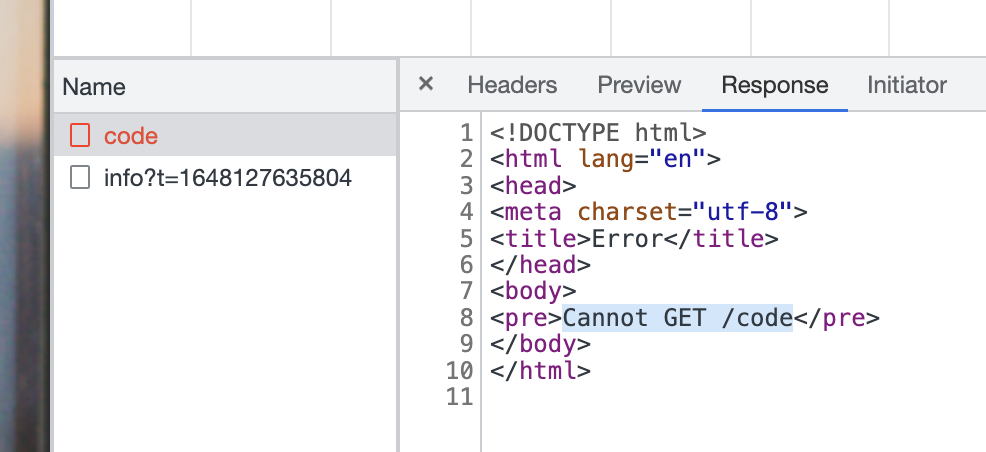 Name
code
info?t=1648127635804
× Headers Preview Response Initiator
1 <!DOCTYPE html>
2 <html lang="en">
3 <head>
4 <meta charset="utf-8">
5 <title>Error</title>
6 </head>
7 <body>
8 <pre>Cannot GET /code</pre>
9 </body>
10 </html>
11